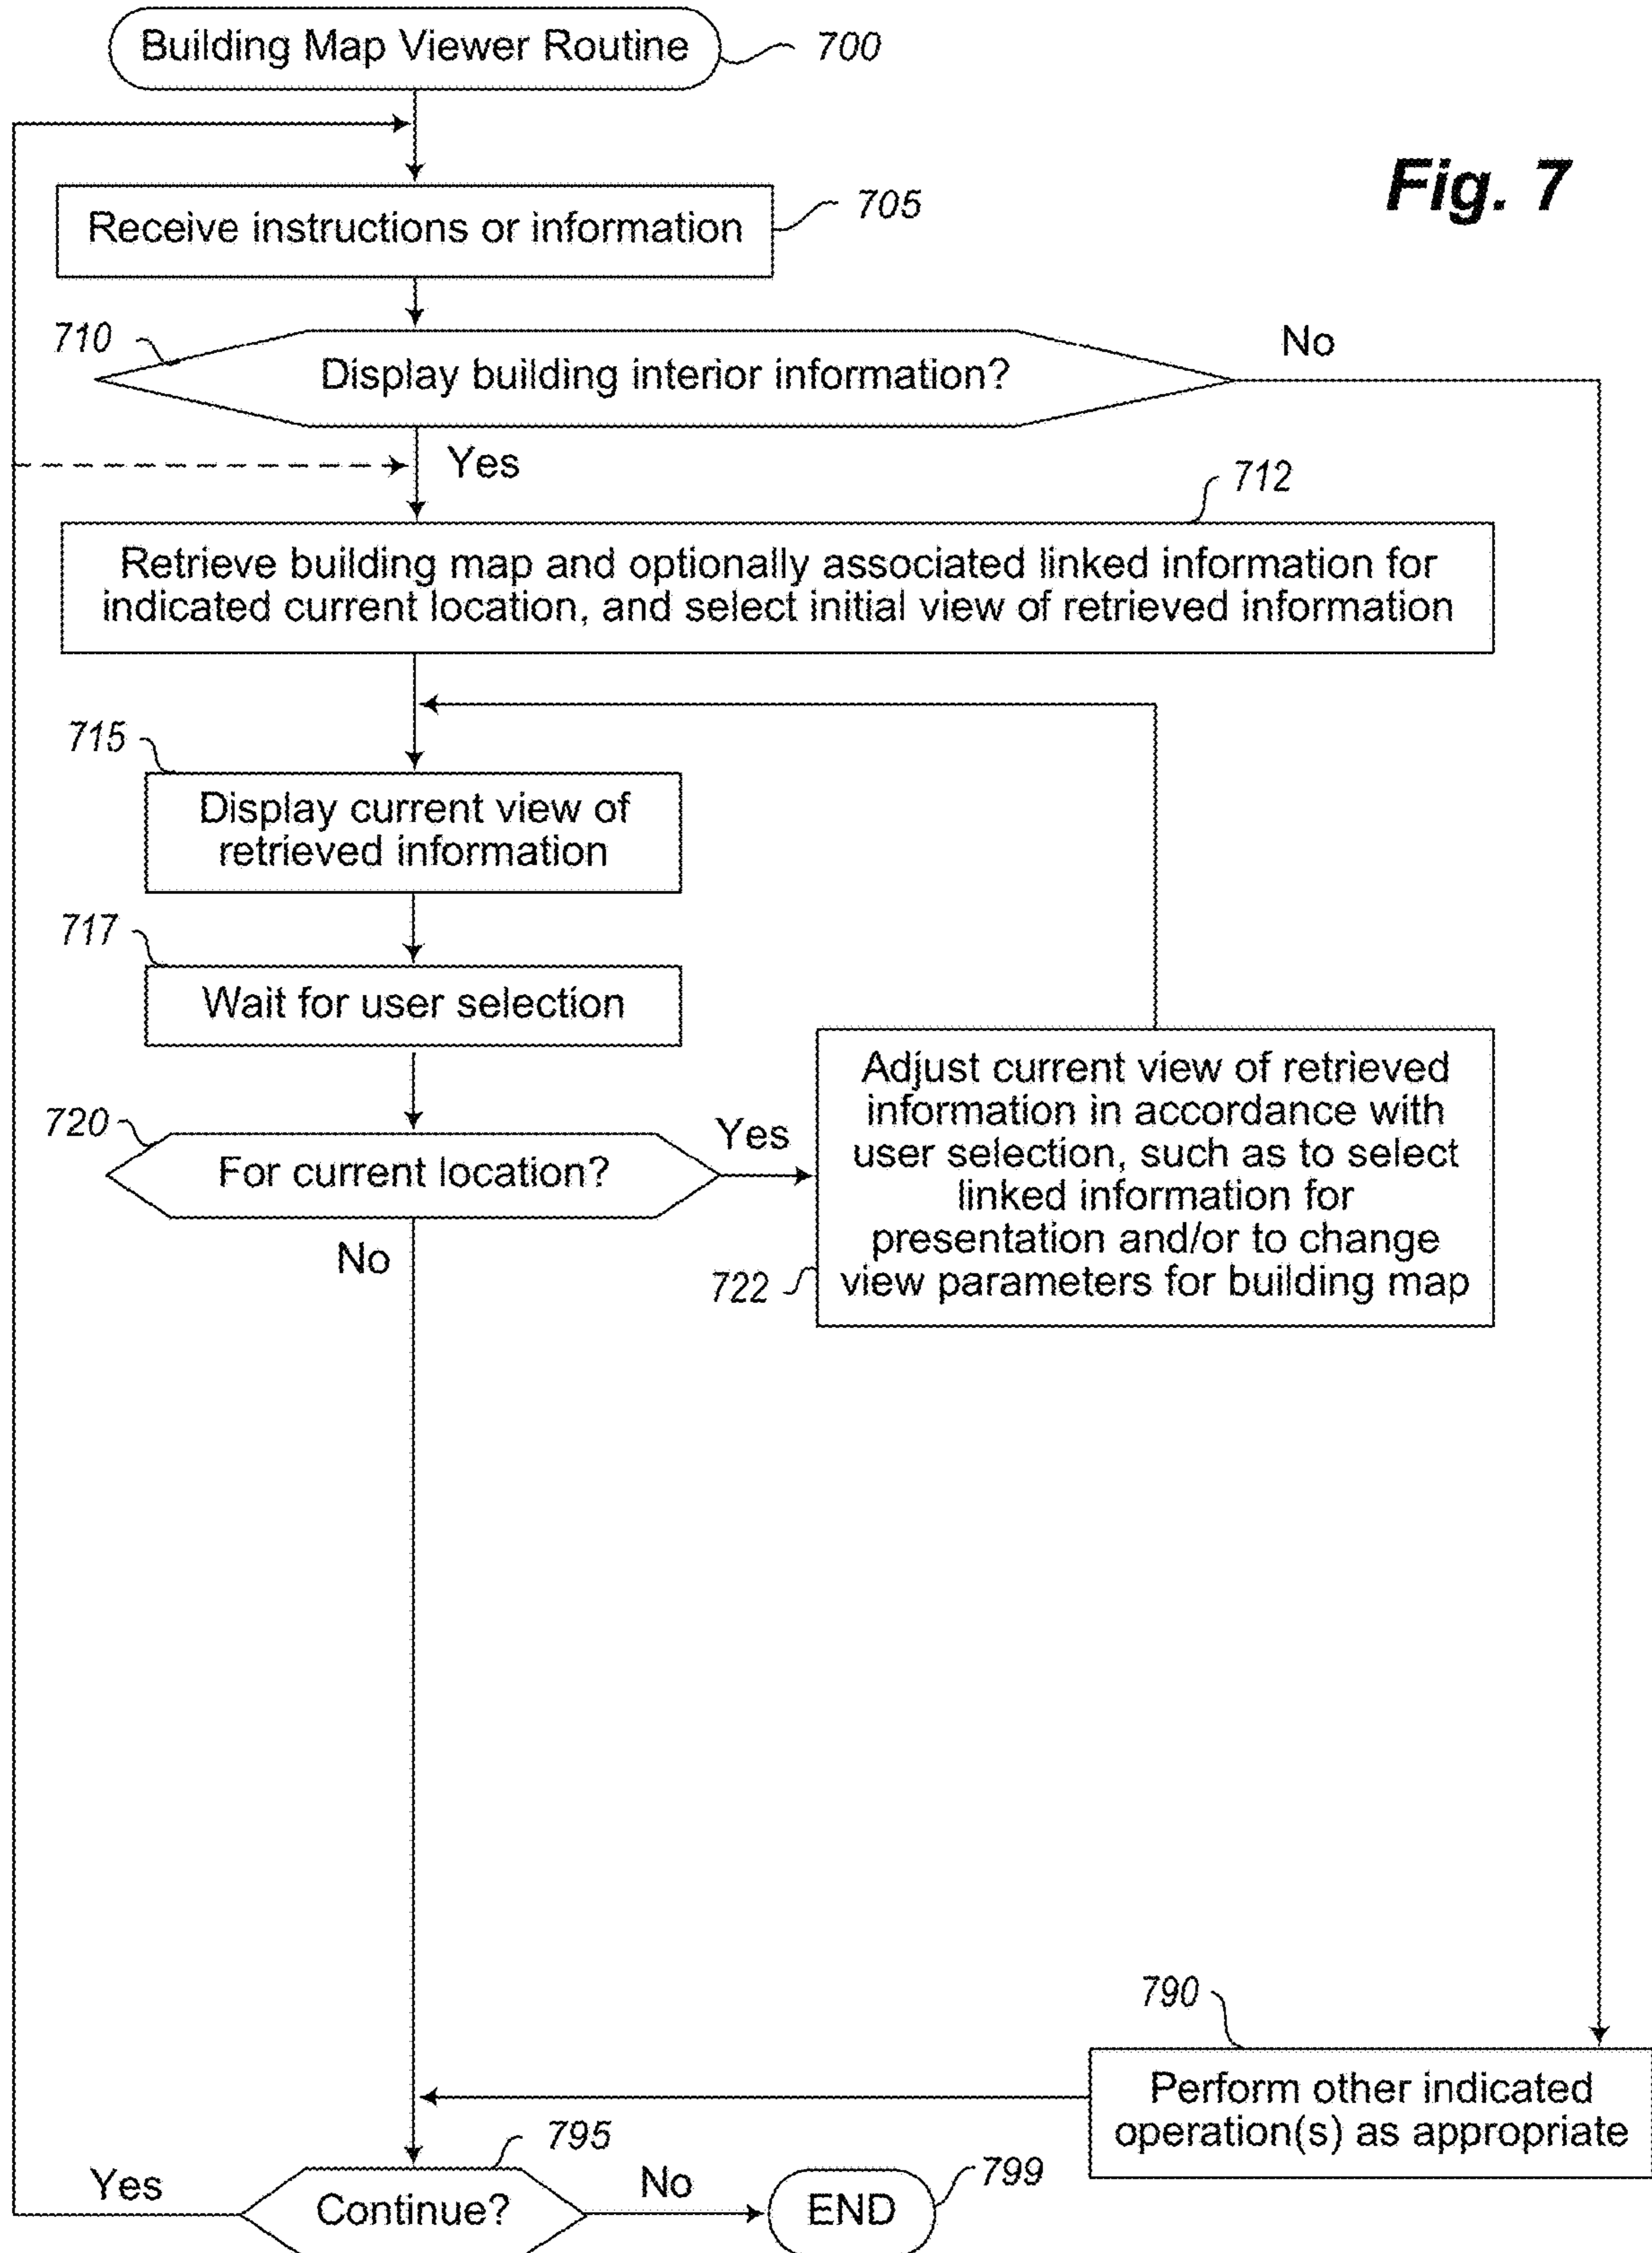 Building Map Viewer Routine
700
Fig. 7
Receive instructions or information
705
710
Display building interior information?
No
Yes
712
Retrieve building map and optionally associated linked information for
indicated current location, and select initial view of retrieved information
715
Display current view of
retrieved information
717
Wait for user selection
720
For current location?
Yes
No
Adjust current view of retrieved
information in accordance with
user selection, such as to select
linked information for
presentation and/or to change
view parameters for building map
722
790
Perform other indicated
operation(s) as appropriate
795
Yes
Continue?
No
END
799